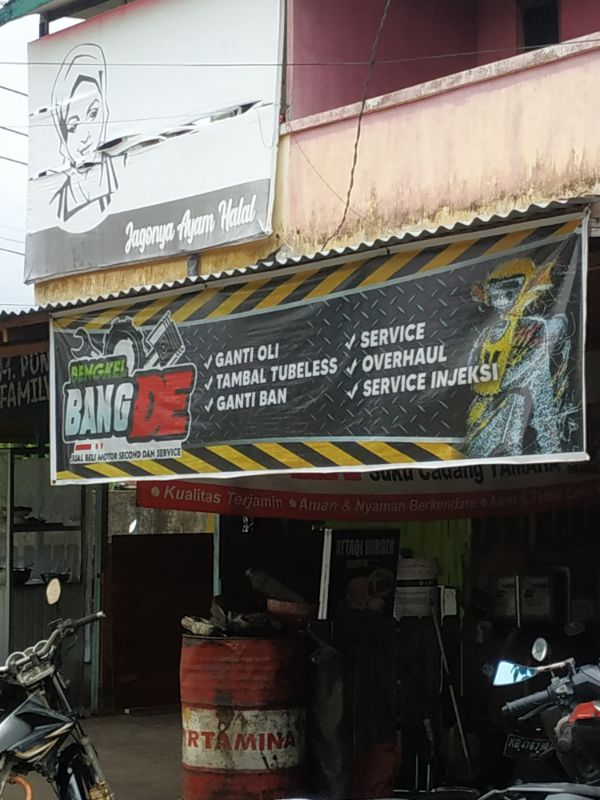 Jagonya Ayam Halal
BENGKEL
BANG DE
JUAL BELI MOTOR SECOND DAN SERVICE
GANTI OLI
TAMBAL TUBELESS
GANTI BAN
SERVICE
OVERHAUL
SERVICE INJEKSI
FAMILY
Suku Cadang YAMAHA
• Kualitas Terjamin • Aman & Nyaman Berkendara • Awet &
ATTAQI BURGER
RTAMINA